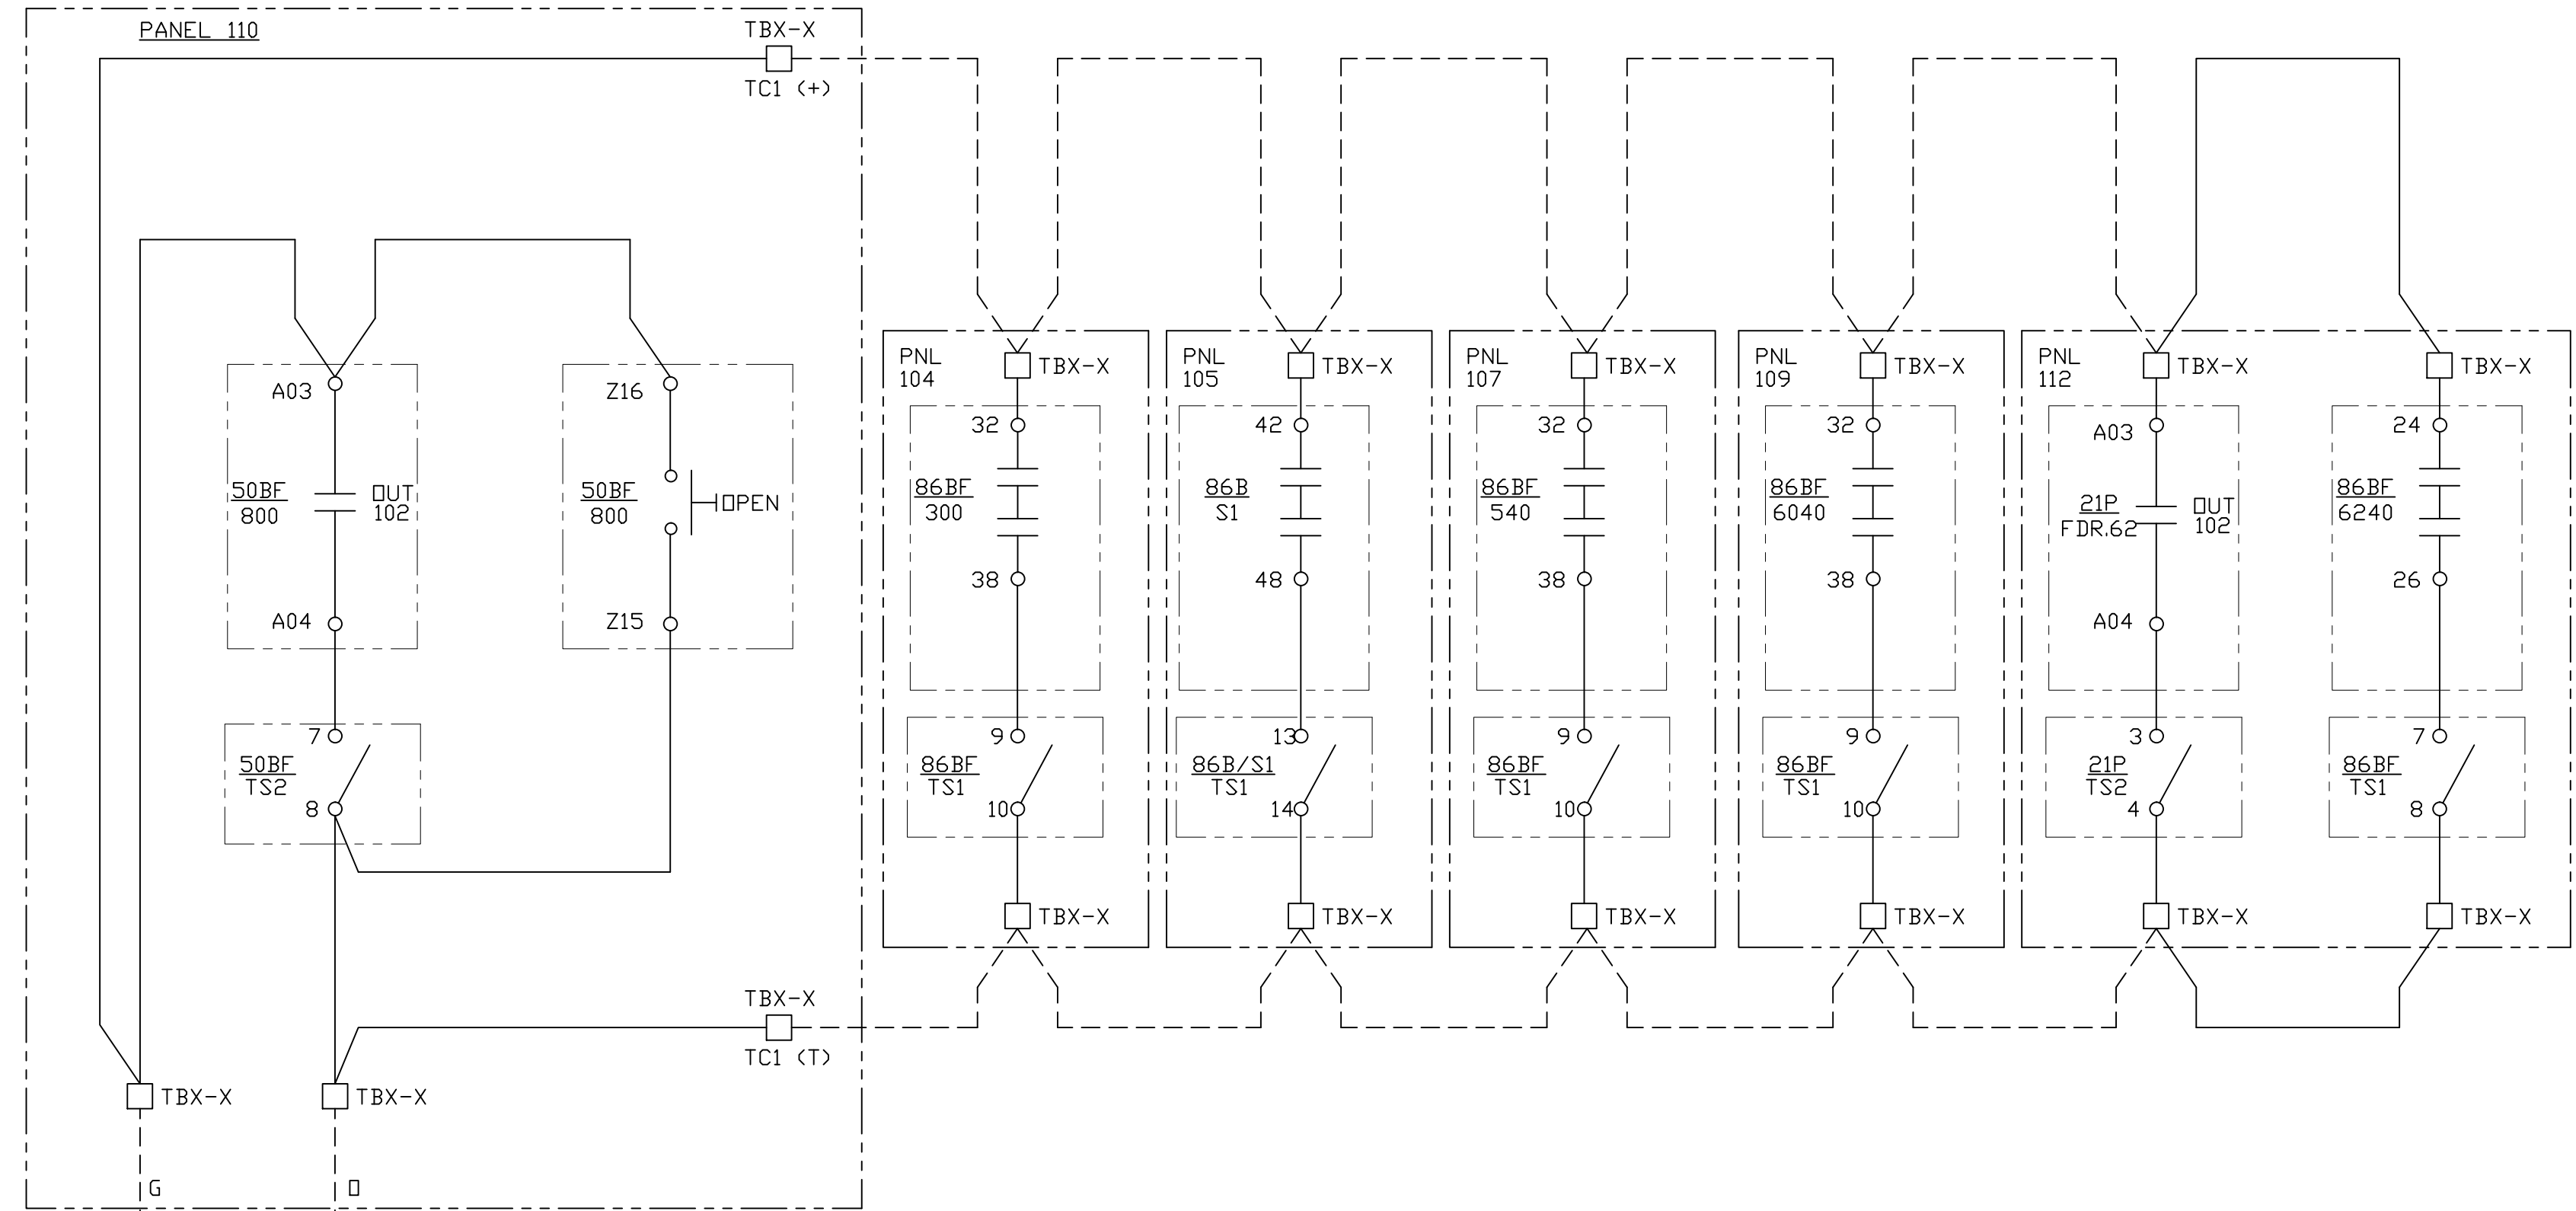 PANEL 110
TBX-X
TC1 (+)
A03
50BF
800
OUT
102
A04
Z16
50BF
800
OPEN
Z15
7
50BF
TS2
8
TBX-X
TC1 (T)
TBX-X
TBX-X
G
O
PNL
104
TBX-X
32
86BF
300
38
9
86BF
TS1
10
TBX-X
PNL
105
TBX-X
42
86B
S1
48
13
86B/S1
TS1
14
TBX-X
PNL
107
TBX-X
32
86BF
540
38
9
86BF
TS1
10
TBX-X
PNL
109
TBX-X
32
86BF
6040
38
9
86BF
TS1
10
TBX-X
PNL
112
TBX-X
A03
21P
FDR.62
OUT
102
A04
3
21P
TS2
4
TBX-X
TBX-X
24
86BF
6240
26
7
86BF
TS1
8
TBX-X